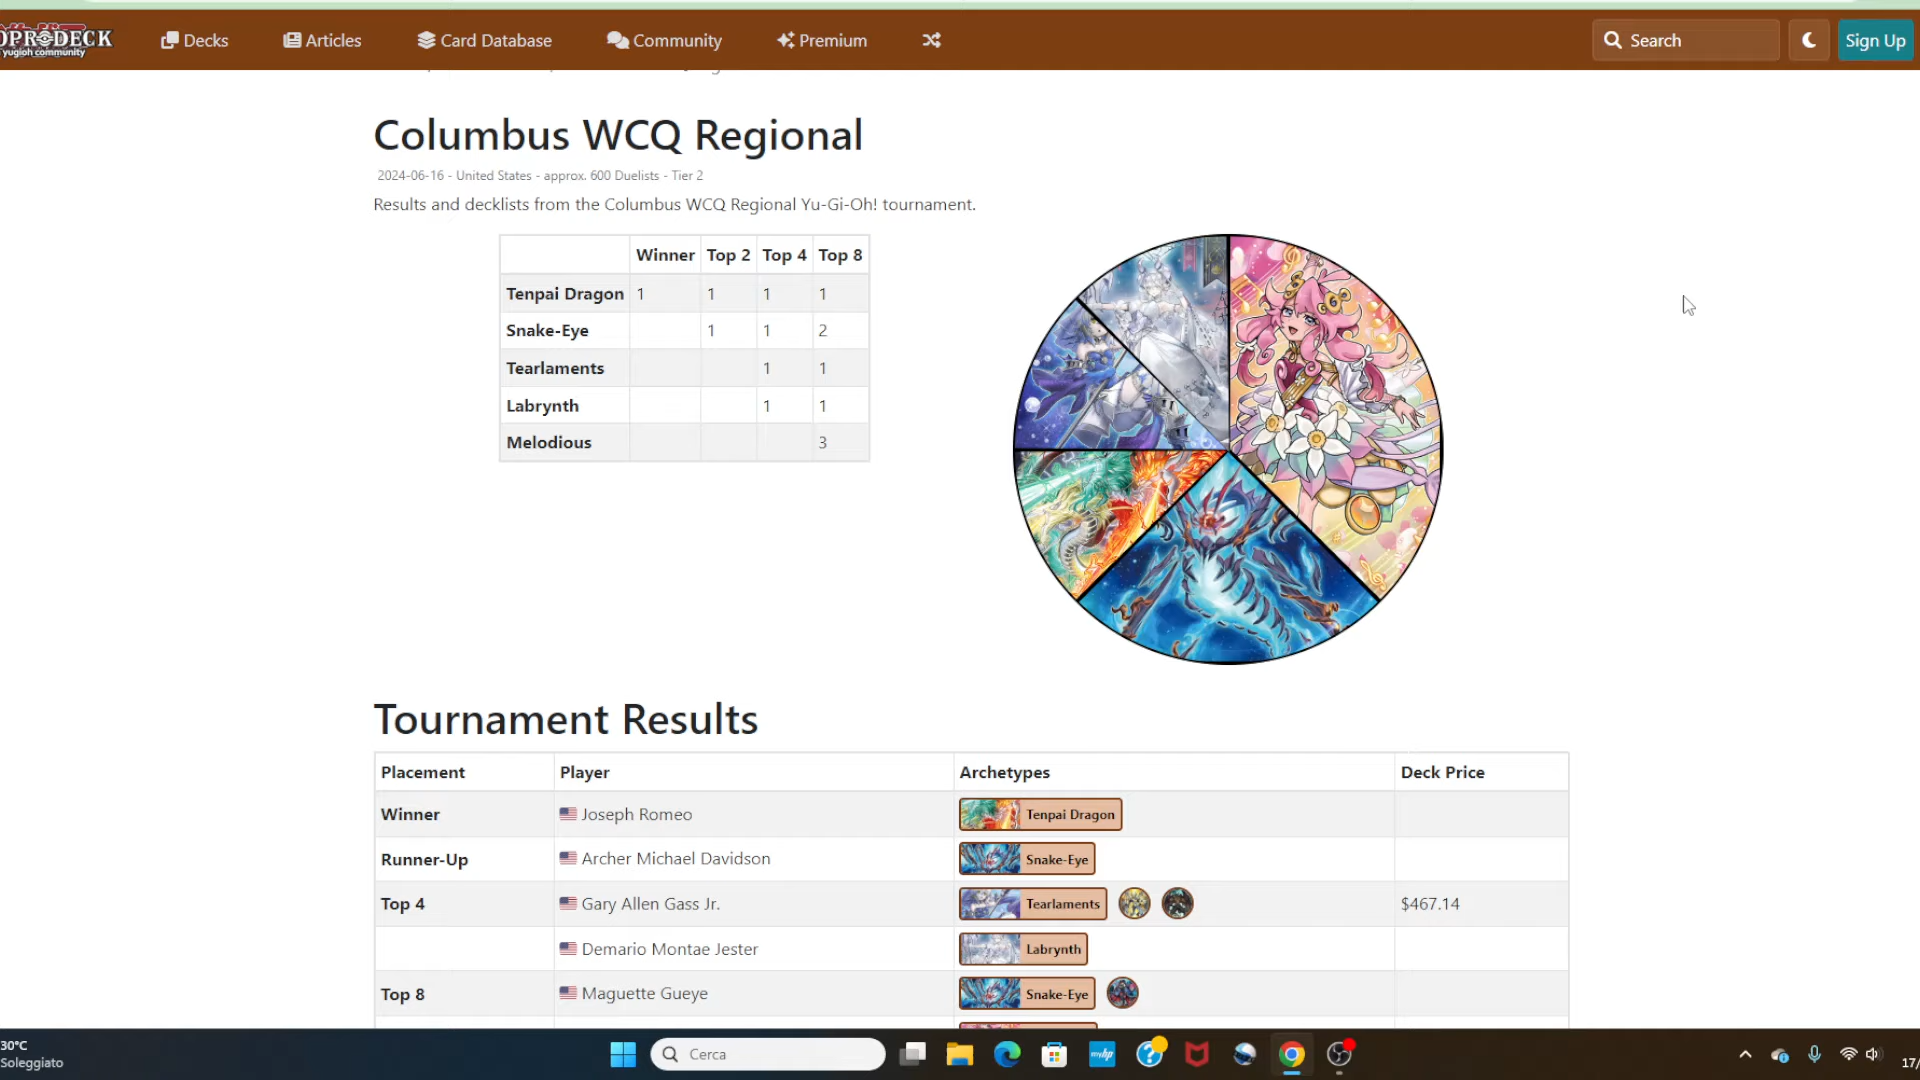 yugioh community
Decks
Articles
Card Database
Community
Premium
Search
Sign Up
Columbus WCQ Regional
2024-06-16 - United States - approx. 600 Duelists - Tier 2
Results and decklists from the Columbus WCQ Regional Yu-Gi-Oh! tournament.
Winner Top 2 Top 4 Top 8
Tenpai Dragon 1 1 1 1
Snake-Eye 1 1 2
Tearlaments 1 1
Labrynth 1 1
Melodious 3
Tournament Results
Placement Player Archetypes Deck Price
Winner Joseph Romeo Tenpai Dragon
Runner-Up Archer Michael Davidson Snake-Eye
Top 4 Gary Allen Gass Jr. Tearlaments $467.14
Demario Montae Jester Labrynth
Top 8 Maguette Gueye Snake-Eye
30°C
Soleggiato
Cerca
myhp
17/